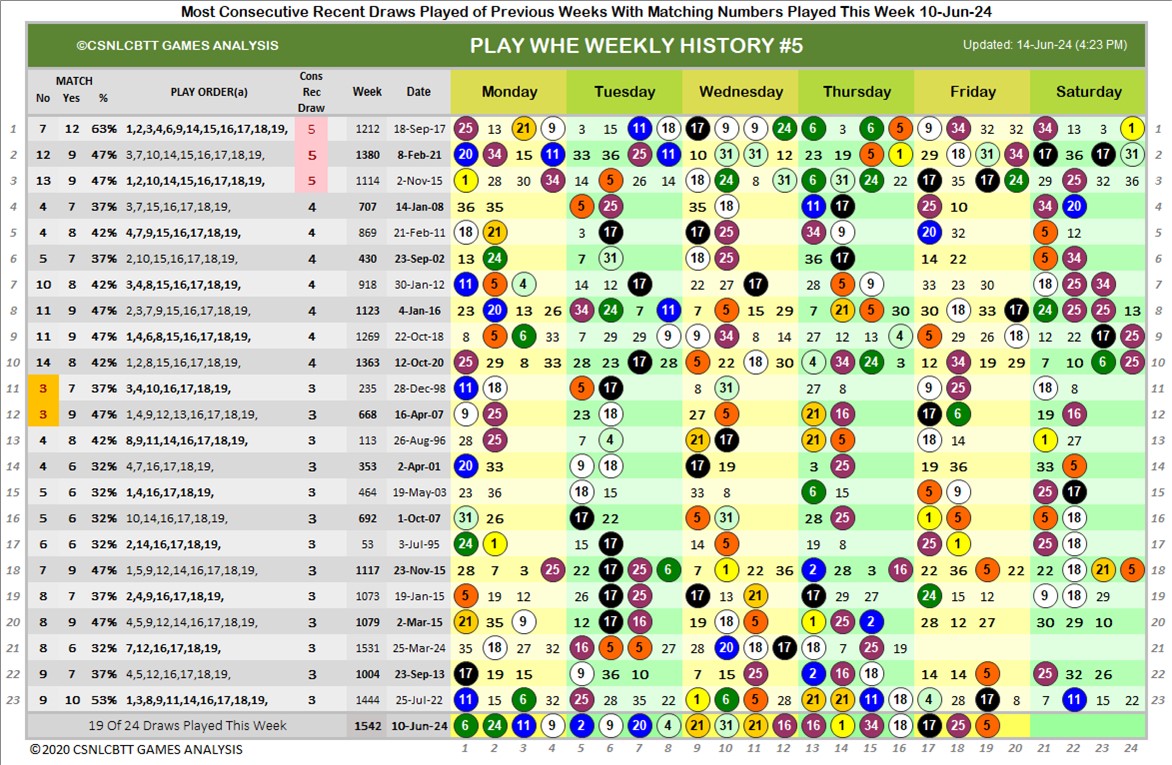 Most Consecutive Recent Draws Played of Previous Weeks With Matching Numbers Played This Week 10-Jun-24
©CSNLCBTT GAMES ANALYSIS PLAY WHE WEEKLY HISTORY #5 Updated: 14-Jun-24 (4:23 PM)
No MATCH Yes % PLAY ORDER(a) Cons Rec Draw Week Date Monday Tuesday Wednesday Thursday Friday Saturday
1 7 12 63% 1,2,3,4,6,9,14,15,16,17,18,19, 5 1212 18-Sep-17 25 13 21 9 3 15 11 18 17 9 9 24 6 3 6 5 9 34 32 32 34 13 3 1 1
2 12 9 47% 3,7,10,14,15,16,17,18,19, 5 1380 8-Feb-21 20 34 15 11 33 36 25 11 10 31 31 12 23 19 5 1 29 18 31 34 17 36 17 31 2
3 13 9 47% 1,2,10,14,15,16,17,18,19, 5 1114 2-Nov-15 1 28 30 34 14 5 26 14 18 24 8 31 6 31 24 22 17 35 17 24 29 25 32 36 3
4 4 7 37% 3,7,15,16,17,18,19, 4 707 14-Jan-08 36 35 5 25 35 18 11 17 25 10 34 20 4
5 4 8 42% 4,7,9,15,16,17,18,19, 4 869 21-Feb-11 18 21 3 17 17 25 34 9 20 32 5 12 5
6 5 7 37% 2,10,15,16,17,18,19, 4 430 23-Sep-02 13 24 7 31 18 25 36 17 14 22 5 34 6
7 10 8 42% 3,4,8,15,16,17,18,19, 4 918 30-Jan-12 11 5 4 14 12 17 22 27 17 28 5 9 33 23 30 18 25 34 7
8 11 9 47% 2,3,7,9,15,16,17,18,19, 4 1123 4-Jan-16 23 20 13 26 34 24 7 11 7 5 15 29 7 21 5 30 30 18 33 17 24 25 25 13 8
9 11 9 47% 1,4,6,8,15,16,17,18,19, 4 1269 22-Oct-18 8 5 6 33 7 29 29 9 9 34 8 14 27 12 13 4 5 29 26 18 12 22 17 25 9
10 14 8 42% 1,2,8,15,16,17,18,19, 4 1363 12-Oct-20 25 29 8 33 28 23 17 28 5 22 18 30 4 34 24 3 12 34 19 29 7 10 6 25 10
11 3 7 37% 3,4,10,16,17,18,19, 3 235 28-Dec-98 11 18 5 17 8 31 27 8 9 25 18 8 11
12 3 9 47% 1,4,9,12,13,16,17,18,19, 3 668 16-Apr-07 9 25 23 18 27 5 21 16 17 6 19 16 12
13 4 8 42% 8,9,11,14,16,17,18,19, 3 113 26-Aug-96 28 25 7 4 21 17 21 5 18 14 1 27 13
14 4 6 32% 4,7,16,17,18,19, 3 353 2-Apr-01 20 33 9 18 17 19 3 25 19 36 33 5 14
15 5 6 32% 1,4,16,17,18,19, 3 464 19-May-03 23 36 18 15 33 8 6 15 5 9 25 17 15
16 5 6 32% 10,14,16,17,18,19, 3 692 1-Oct-07 31 26 17 22 5 31 28 25 1 5 5 18 16
17 6 6 32% 2,14,16,17,18,19, 3 53 3-Jul-95 24 1 15 17 14 5 19 8 25 1 25 18 17
18 7 9 47% 1,5,9,12,14,16,17,18,19, 3 1117 23-Nov-15 28 7 3 25 22 17 25 6 7 1 22 36 2 28 3 16 22 36 5 22 22 18 21 5 18
19 8 7 37% 2,4,9,16,17,18,19, 3 1073 19-Jan-15 5 19 12 26 17 25 17 13 21 17 29 27 24 15 12 9 18 29 19
20 8 9 47% 4,5,9,12,14,16,17,18,19, 3 1079 2-Mar-15 21 35 9 12 17 16 19 18 5 1 25 2 28 12 27 30 29 10 20
21 8 6 32% 7,12,16,17,18,19, 3 1531 25-Mar-24 35 18 27 32 16 5 5 27 28 20 18 17 18 7 25 19 21
22 9 7 37% 4,5,12,16,17,18,19, 3 1004 23-Sep-13 17 19 15 9 36 10 7 15 25 2 16 18 14 14 5 25 32 26 22
23 9 10 53% 1,3,8,9,11,14,16,17,18,19, 3 1444 25-Jul-22 11 15 6 32 25 28 35 22 1 6 5 28 21 21 11 18 4 28 17 8 7 11 15 22 23
19 Of 24 Draws Played This Week 1542 10-Jun-24 6 24 11 9 2 9 20 4 21 31 21 16 16 1 34 18 17 25 5
©2020 CSNLCBTT GAMES ANALYSIS 1 2 3 4 5 6 7 8 9 10 11 12 13 14 15 16 17 18 19 20 21 22 23 24